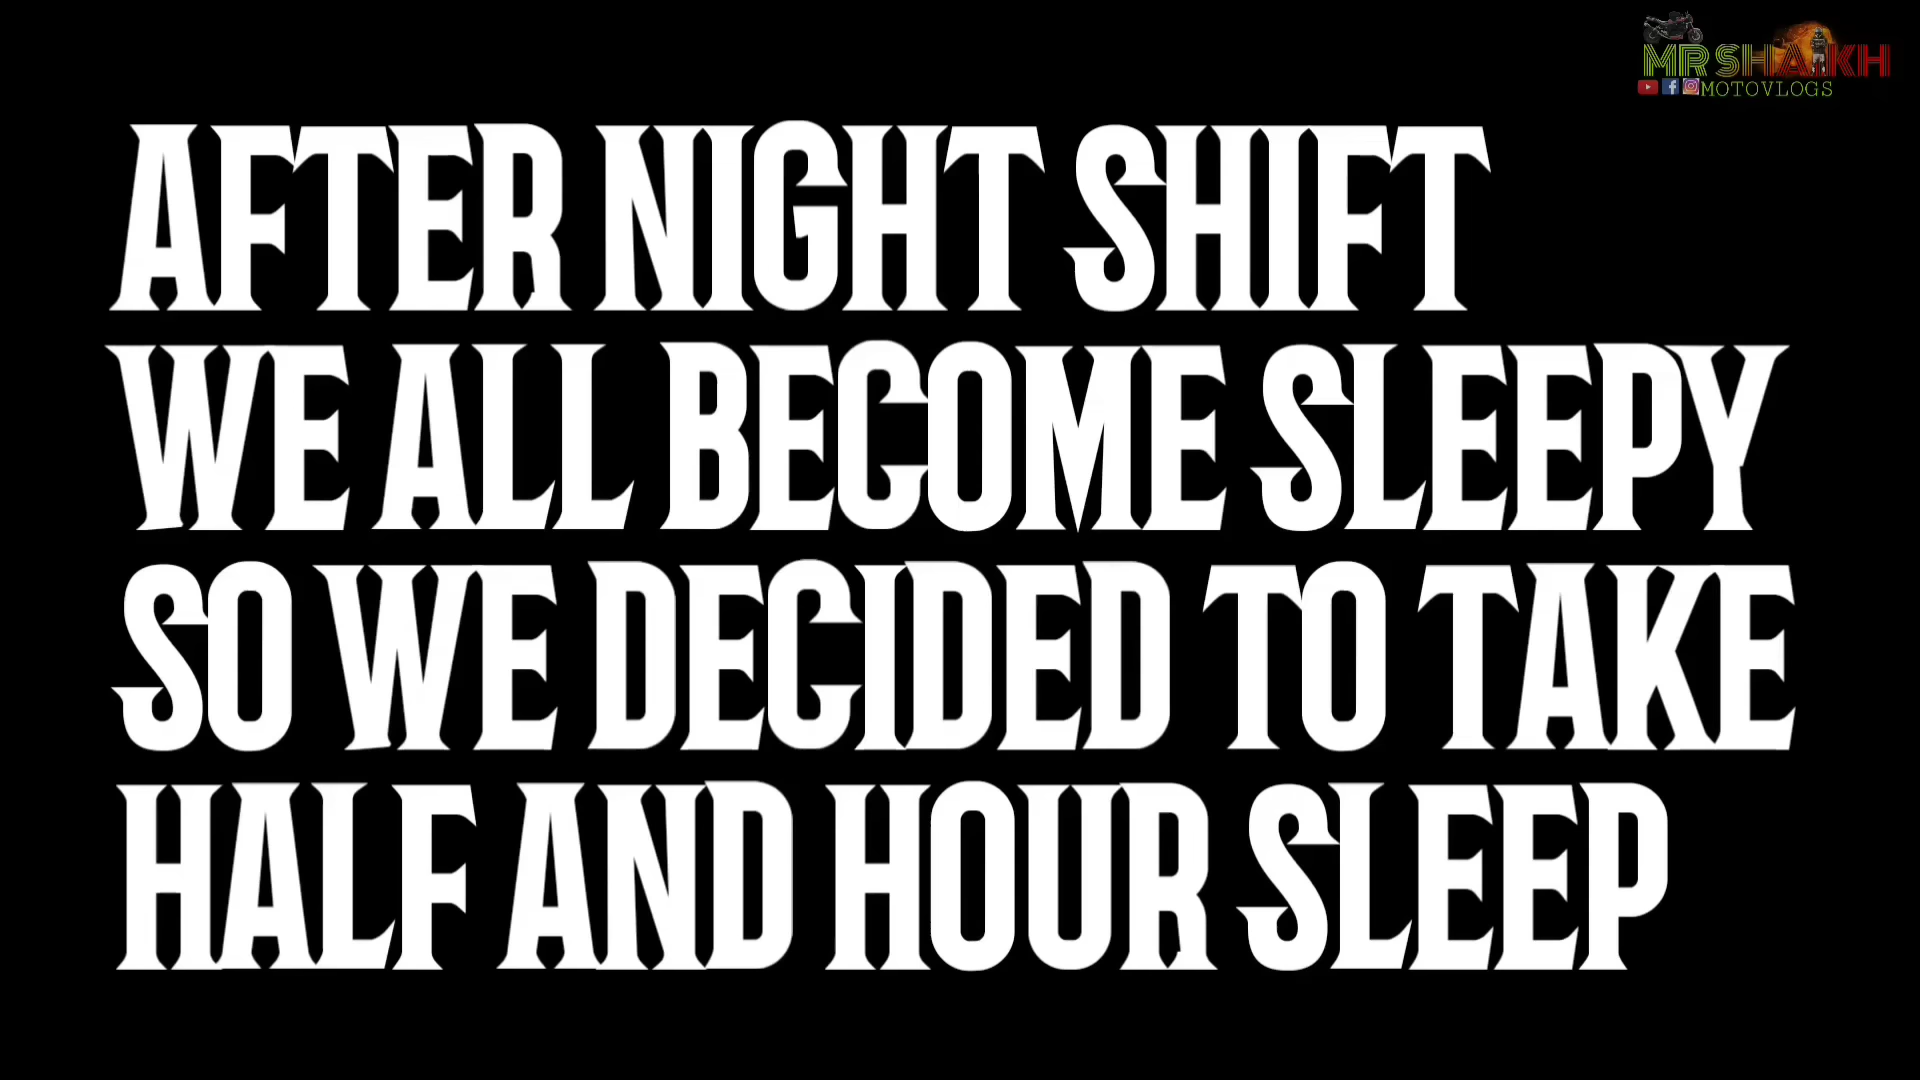 MR SHAIKH
MOTOVLOGS
AFTER NIGHT SHIFT
WE ALL BECOME SLEEPY
SO WE DECIDED TO TAKE
HALF AND HOUR SLEEP